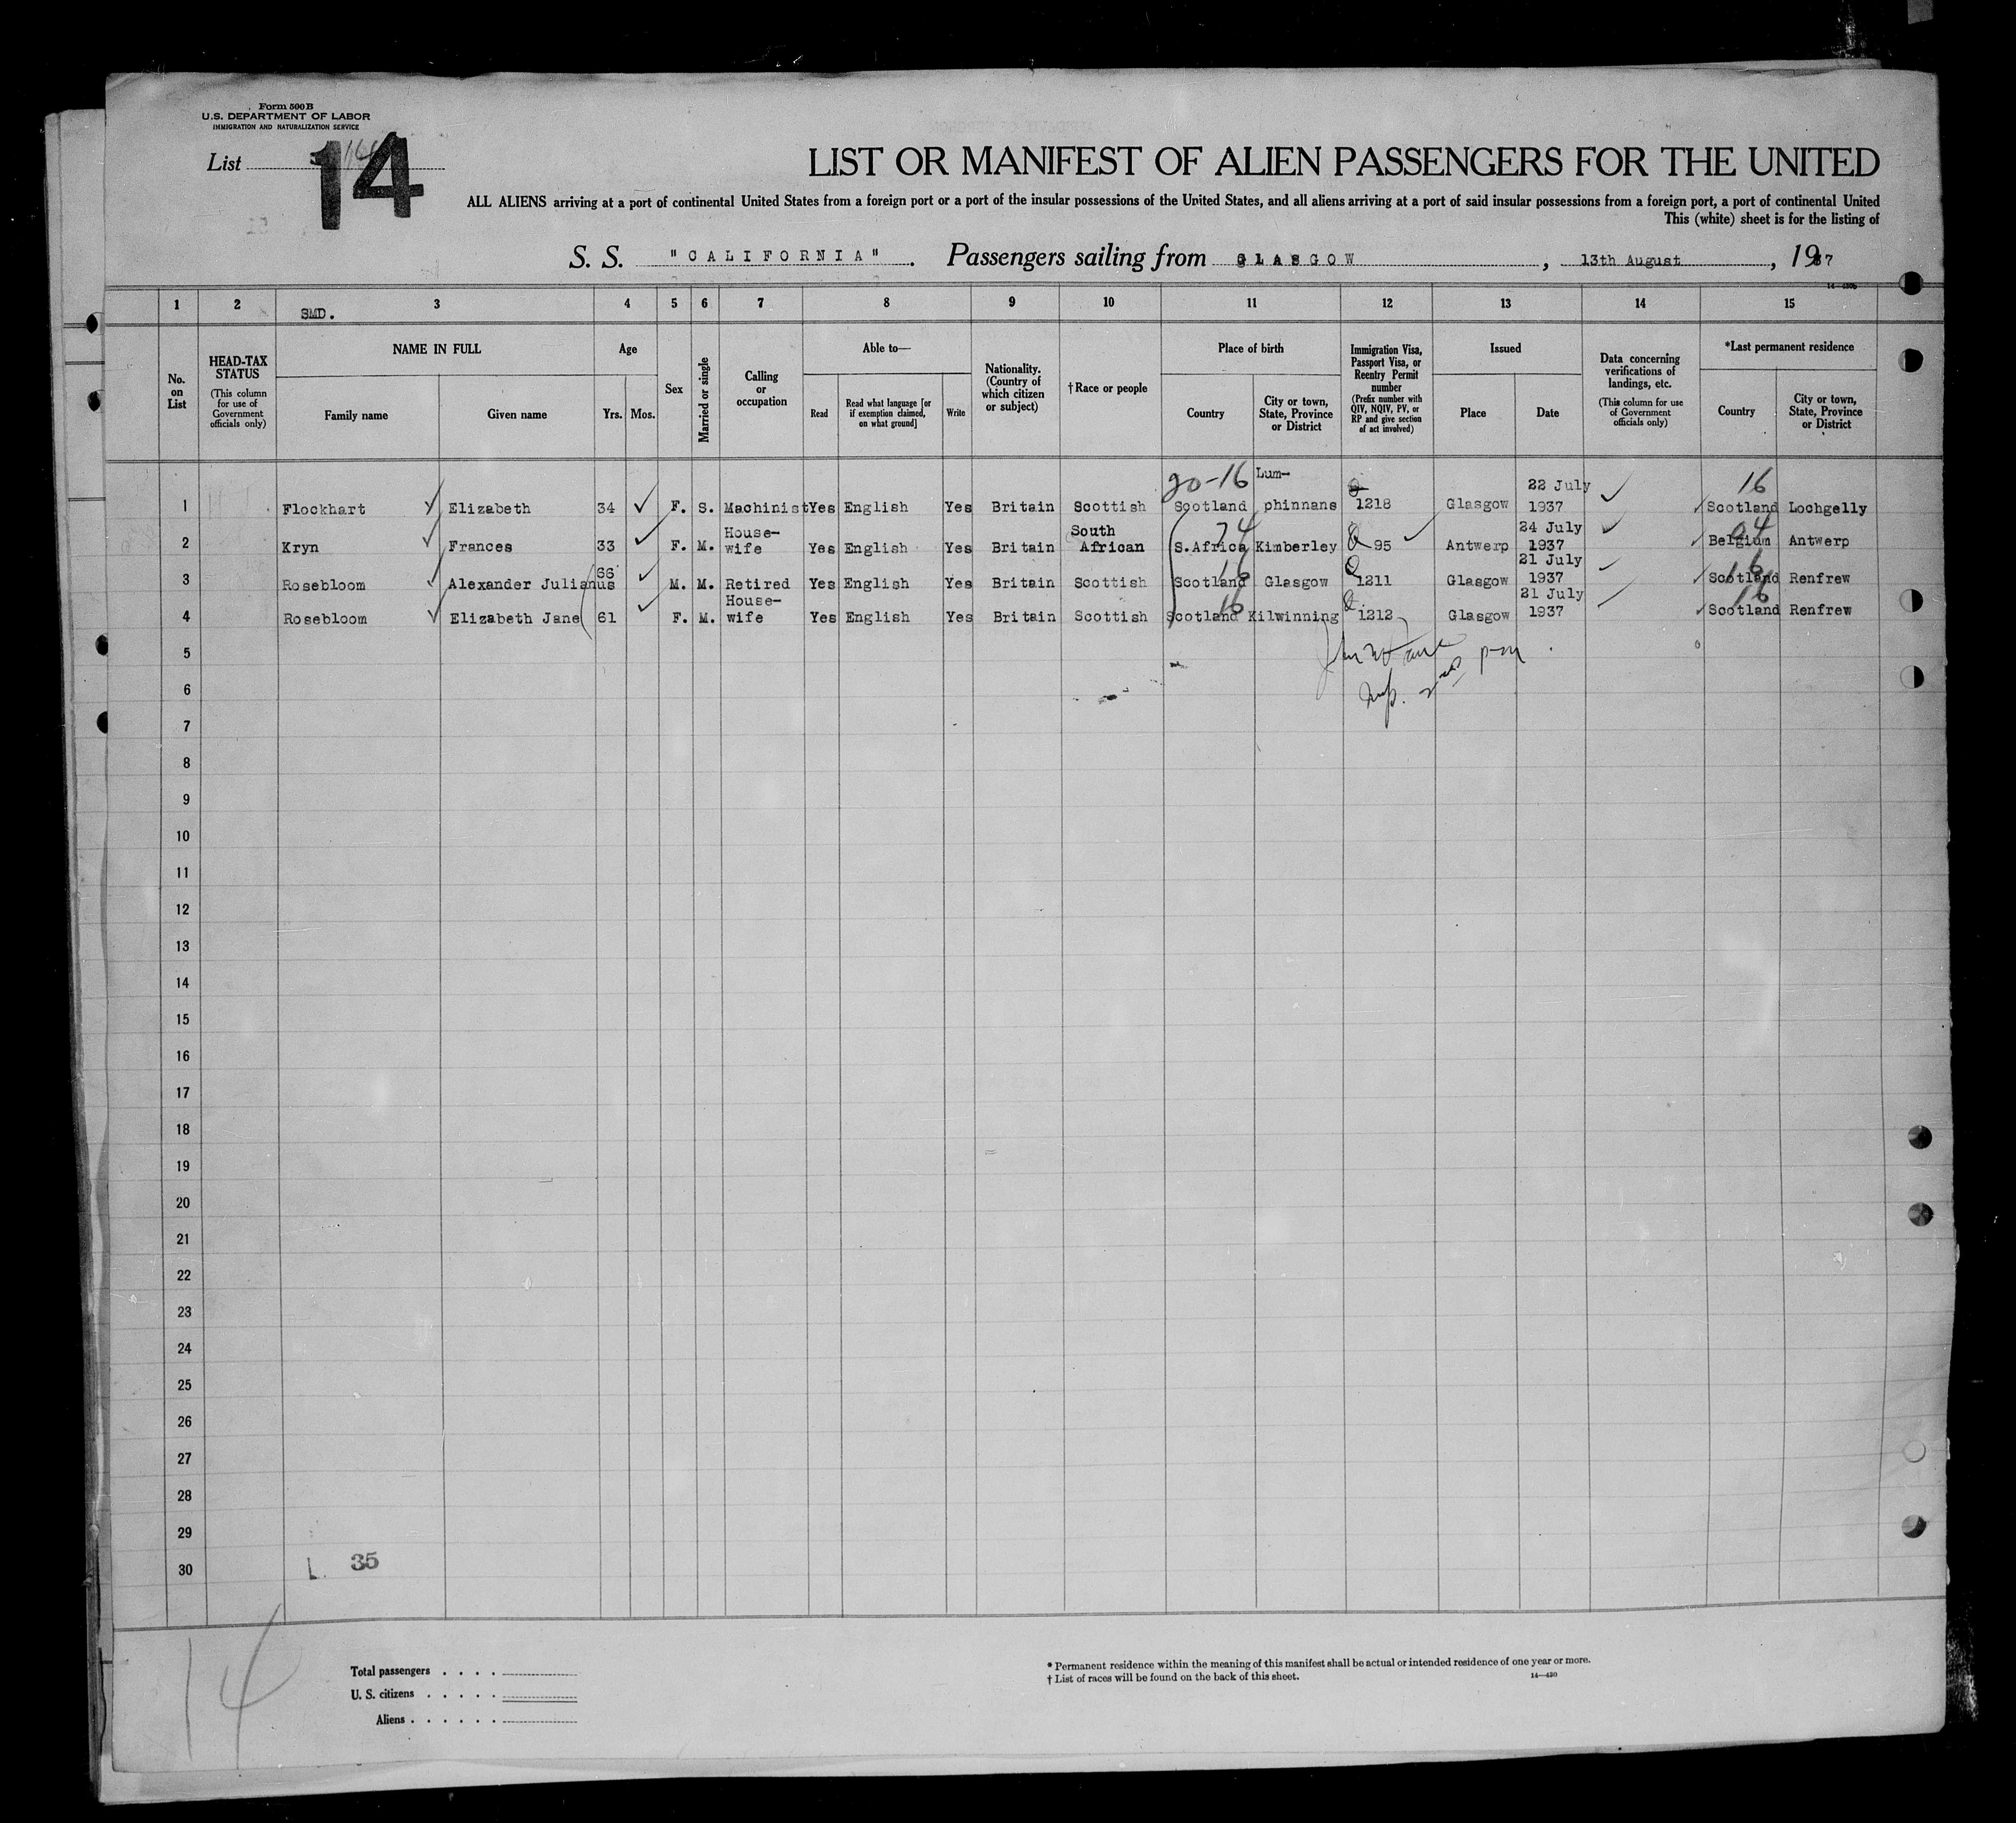 Form 500B
U.S. DEPARTMENT OF LABOR
IMMIGRATION AND NATURALIZATION SERVICE
List 14
14
LIST OR MANIFEST OF ALIEN PASSENGERS FOR THE UNITED
ALL ALIENS arriving at a port of continental United States from a foreign port or a port of the insular possessions of the United States, and all aliens arriving at a port of said insular possessions from a foreign port, a port of continental United
This (white) sheet is for the listing of
S. S. "CALIFORNIA". Passengers sailing from GLASGOW, 13th August, 1937
1 2 3 4 5 6 7 8 9 10 11 12 13 14 15
SMD.
No. on List
HEAD-TAX STATUS (This column for use of Government officials only)
NAME IN FULL
Family name
Given name
Age
Yrs.
Mos.
Sex
Married or single
Calling or occupation
Able to—
Read
Read what language [or if exemption claimed, on what ground]
Write
Nationality. (Country of which citizen or subject)
†Race or people
Place of birth
Country
City or town, State, Province or District
Immigration Visa, Passport Visa, or Reentry Permit number (Prefix number with QIV, NQIV, PV, or RP and give section of act involved)
Issued
Place
Date
Data concerning verifications of landings, etc. (This column for use of Government officials only)
*Last permanent residence
Country
City or town, State, Province or District
20-16 Lum- 22 July 16
1 Flockhart Elizabeth 34 F. S. Machinist Yes English Yes Britain Scottish Scotland phinnans 1218 Glasgow 1937 Scotland Lochgelly
House- South 74 24 July 24
2 Kryn Frances 33 F. M. wife Yes English Yes Britain African S.Africa Kimberley Q 95 Antwerp 1937 Belgium Antwerp
66 16 21 July 16
3 Rosebloom Alexander Julianus M. M. Retired Yes English Yes Britain Scottish Scotland Glasgow Q 1211 Glasgow 1937 Scotland Renfrew
House- 16 21 July 16
4 Rosebloom Elizabeth Jane 61 F. M. wife Yes English Yes Britain Scottish Scotland Kilwinning Q 1212 Glasgow 1937 Scotland Renfrew
5
6
7
8
9
10
11
12
13
14
15
16
17
18
19
20
21
22
23
24
25
26
27
28
29
30
L. 35
14
Total passengers . . . .
U. S. citizens . . . . .
Aliens . . . . . .
* Permanent residence within the meaning of this manifest shall be actual or intended residence of one year or more.
† List of races will be found on the back of this sheet.
14—430